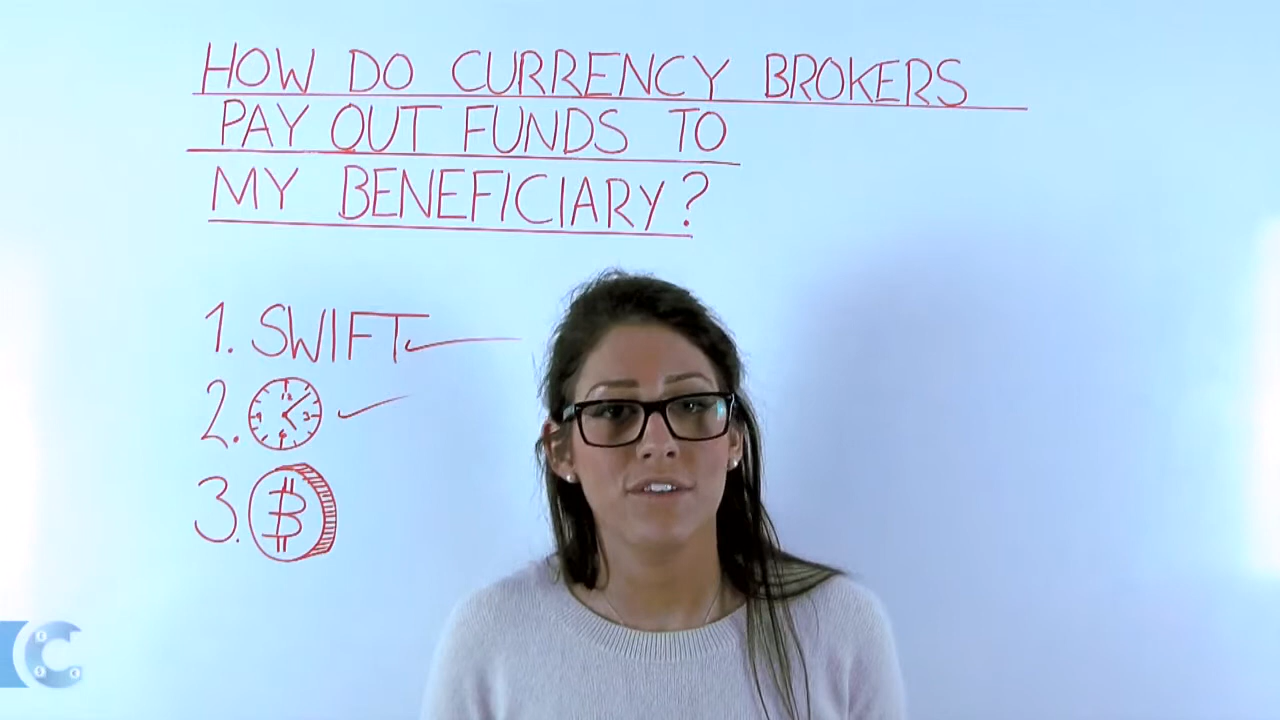 HOW DO CURRENCY BROKERS
PAY OUT FUNDS TO
MY BENEFICIARY?
1. SWIFT
2.
3.